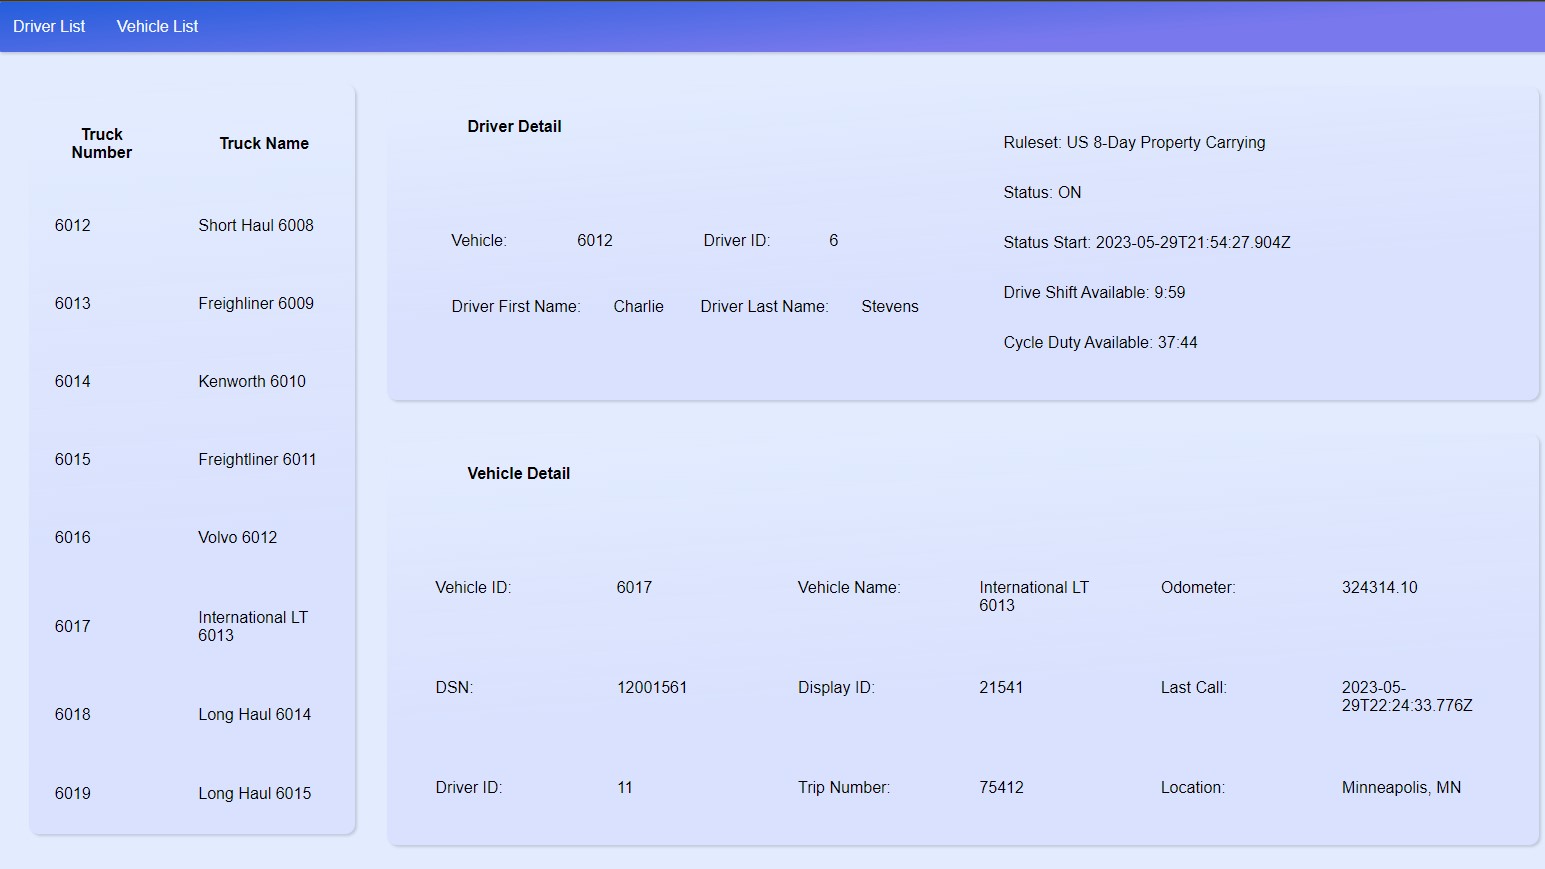 Driver List Vehicle List
Truck Number Truck Name
6012 Short Haul 6008
6013 Freighliner 6009
6014 Kenworth 6010
6015 Freightliner 6011
6016 Volvo 6012
6017 International LT 6013
6018 Long Haul 6014
6019 Long Haul 6015
Driver Detail
Vehicle: 6012 Driver ID: 6
Driver First Name: Charlie Driver Last Name: Stevens
Ruleset: US 8-Day Property Carrying
Status: ON
Status Start: 2023-05-29T21:54:27.904Z
Drive Shift Available: 9:59
Cycle Duty Available: 37:44
Vehicle Detail
Vehicle ID: 6017 Vehicle Name: International LT 6013 Odometer: 324314.10
DSN: 12001561 Display ID: 21541 Last Call: 2023-05-29T22:24:33.776Z
Driver ID: 11 Trip Number: 75412 Location: Minneapolis, MN